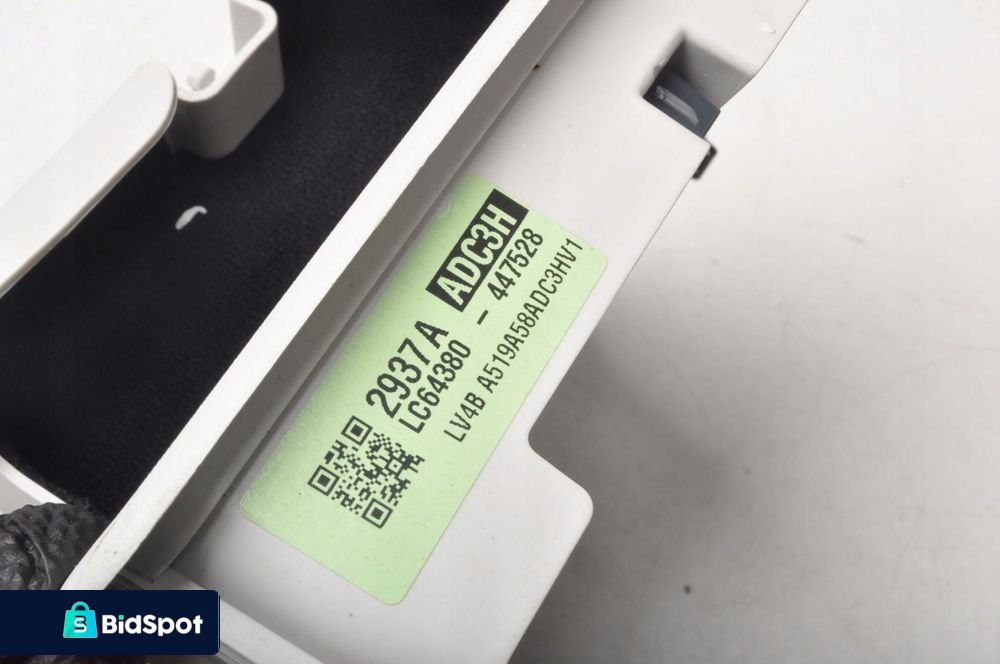 2937A ADC3H
LC64380 - 447528
LV4B A519A58ADC3HV1
BidSpot